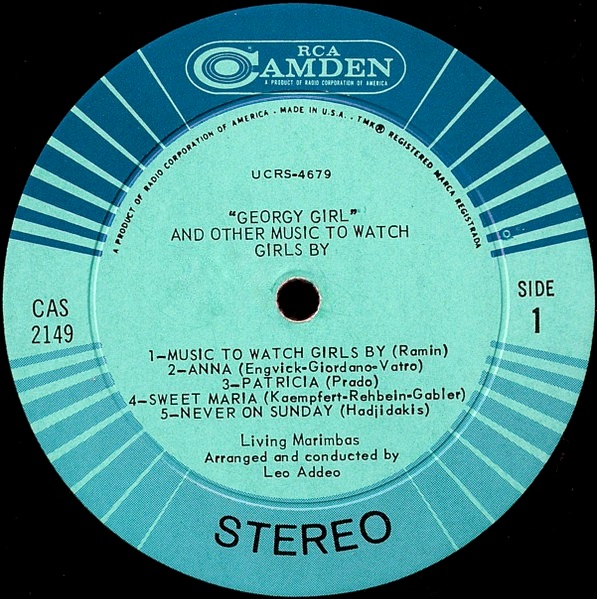 RCA
CAMDEN
A PRODUCT OF RADIO CORPORATION OF AMERICA
A PRODUCT OF RADIO CORPORATION OF AMERICA - MADE IN U.S.A. - TMK® REGISTERED MARCA REGISTRADA
UCRS-4679
"GEORGY GIRL"
AND OTHER MUSIC TO WATCH
GIRLS BY
CAS
2149
SIDE
1
1-MUSIC TO WATCH GIRLS BY (Ramin)
2-ANNA (Engvick-Giordano-Vatro)
3-PATRICIA (Prado)
4-SWEET MARIA (Kaempfert-Rehbein-Gabler)
5-NEVER ON SUNDAY (Hadjidakis)
Living Marimbas
Arranged and conducted by
Leo Addeo
STEREO